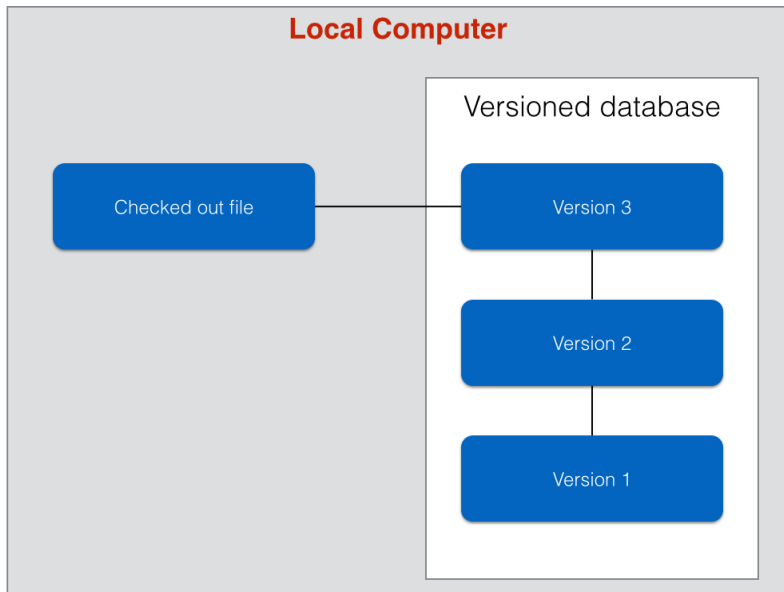 Local Computer
Versioned database
Checked out file
Version 3
Version 2
Version 1